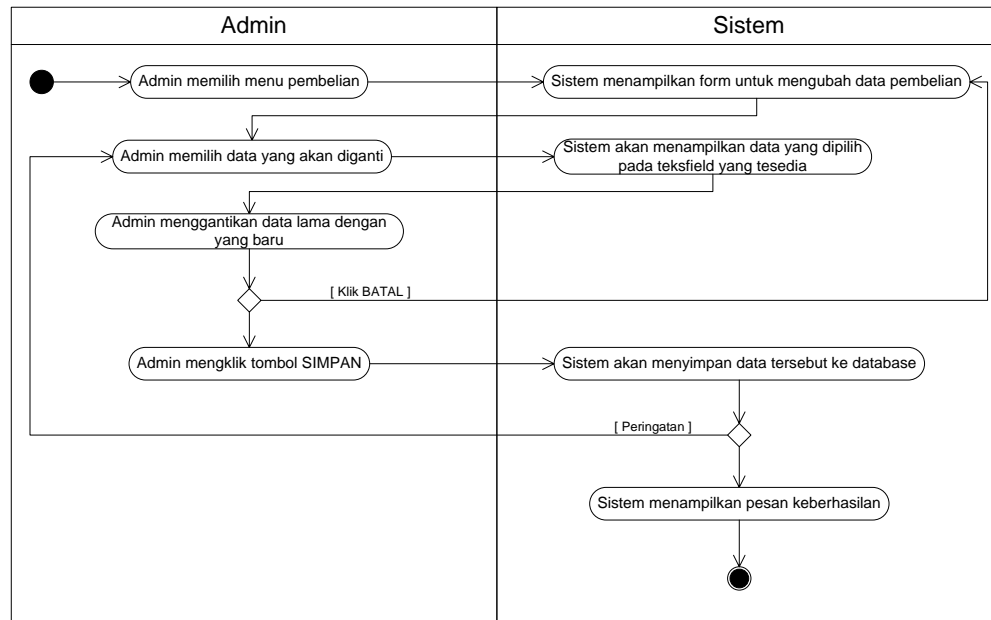 Admin
Sistem
Admin memilih menu pembelian
Sistem menampilkan form untuk mengubah data pembelian
Admin memilih data yang akan diganti
Sistem akan menampilkan data yang dipilih
pada teksfield yang tesedia
Admin menggantikan data lama dengan
yang baru
[ Klik BATAL ]
Admin mengklik tombol SIMPAN
Sistem akan menyimpan data tersebut ke database
[ Peringatan ]
Sistem menampilkan pesan keberhasilan